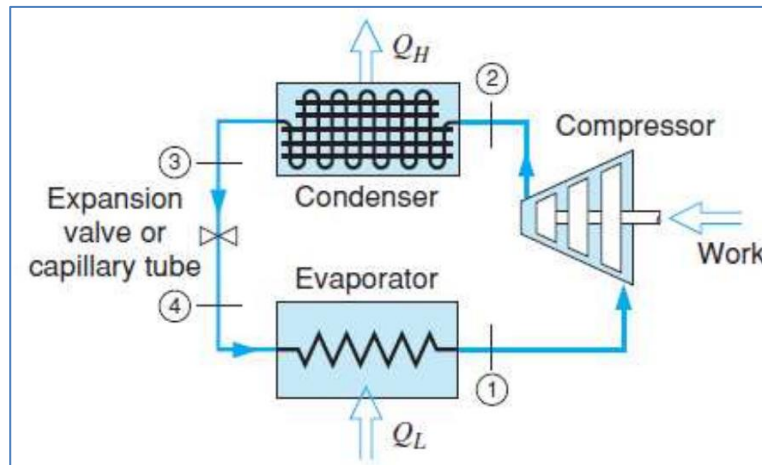 Q_H
②
Compressor
③
Condenser
Expansion
valve or
capillary tube
Work
Evaporator
④
①
Q_L